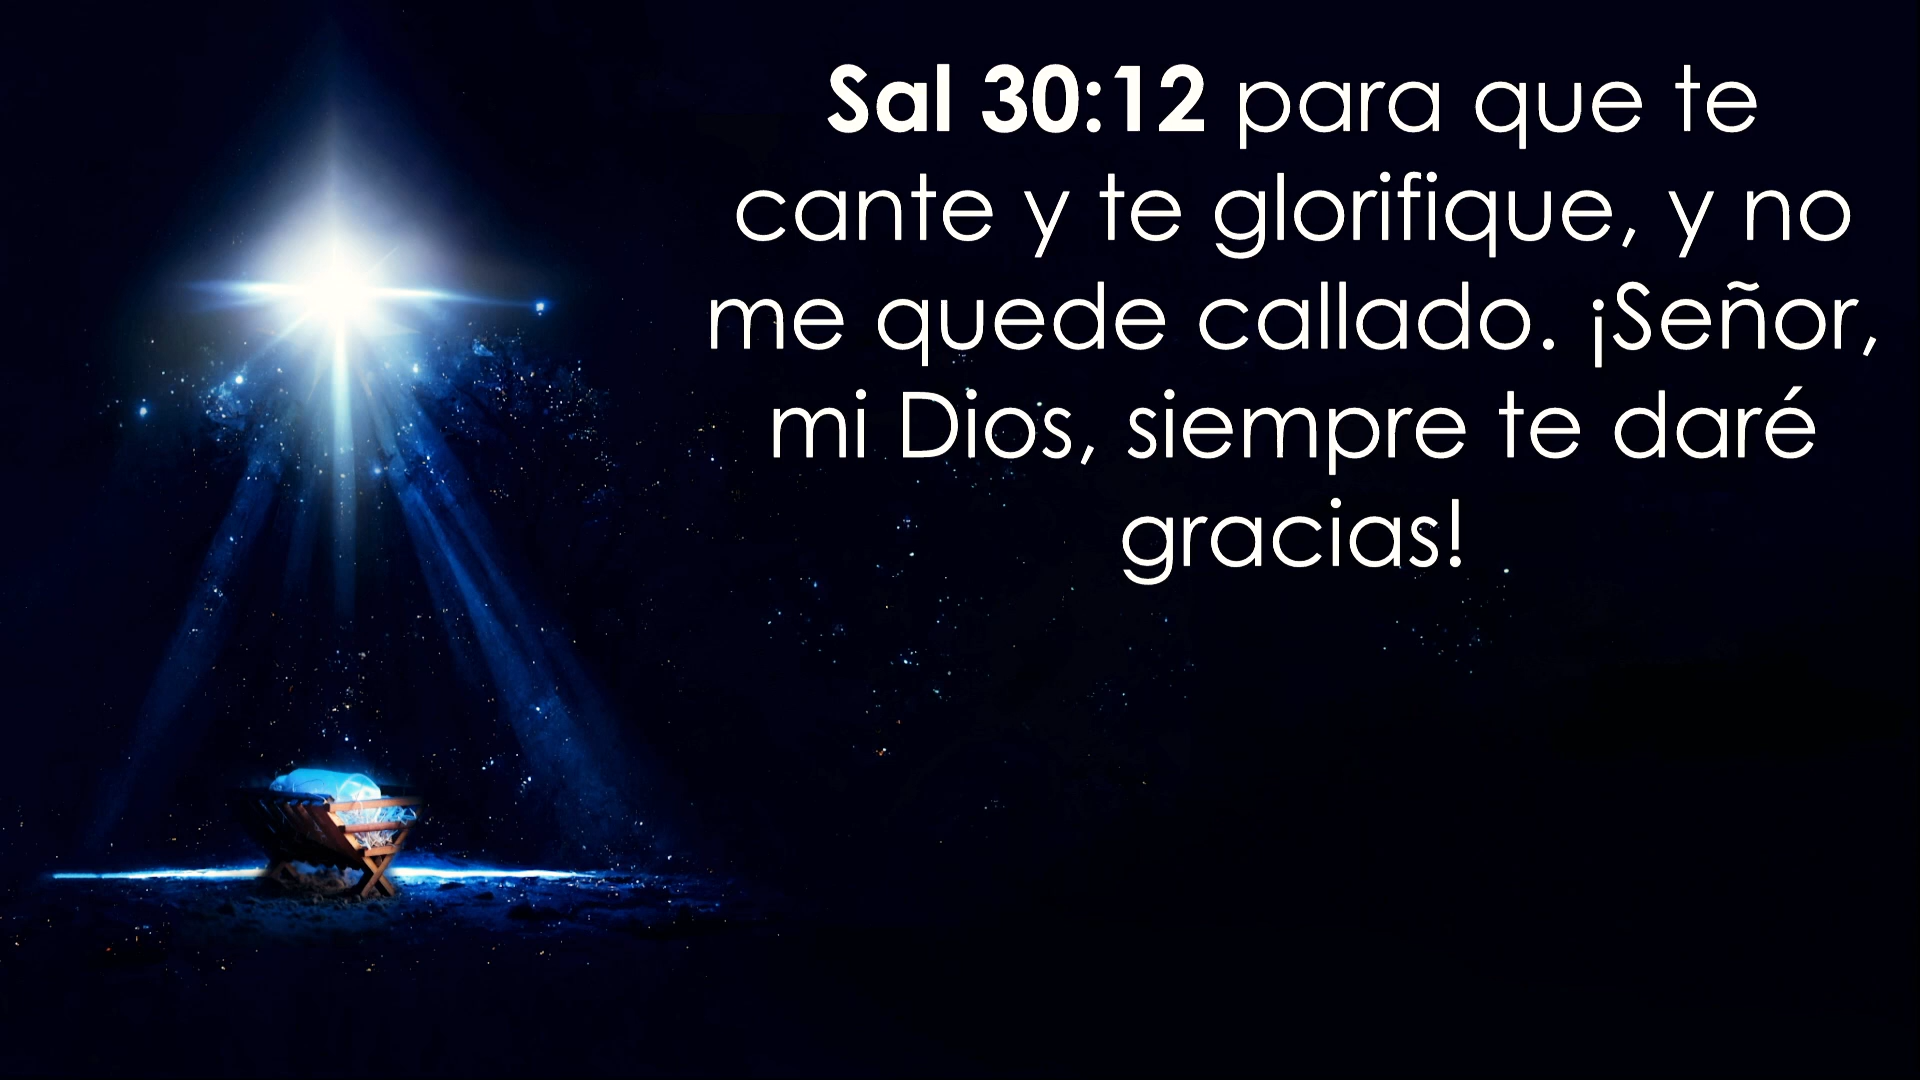 Sal 30:12 para que te
cante y te glorifique, y no
me quede callado. ¡Señor,
mi Dios, siempre te daré
gracias!